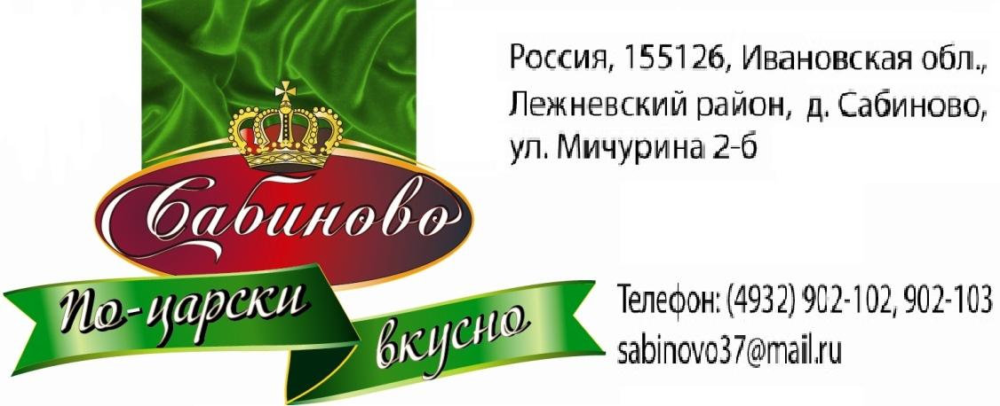 Сабиново
По-царски
вкусно
Россия, 155126, Ивановская обл.,
Лежневский район, д. Сабиново,
ул. Мичурина 2-б
Телефон: (4932) 902-102, 902-103
sabinovo37@mail.ru